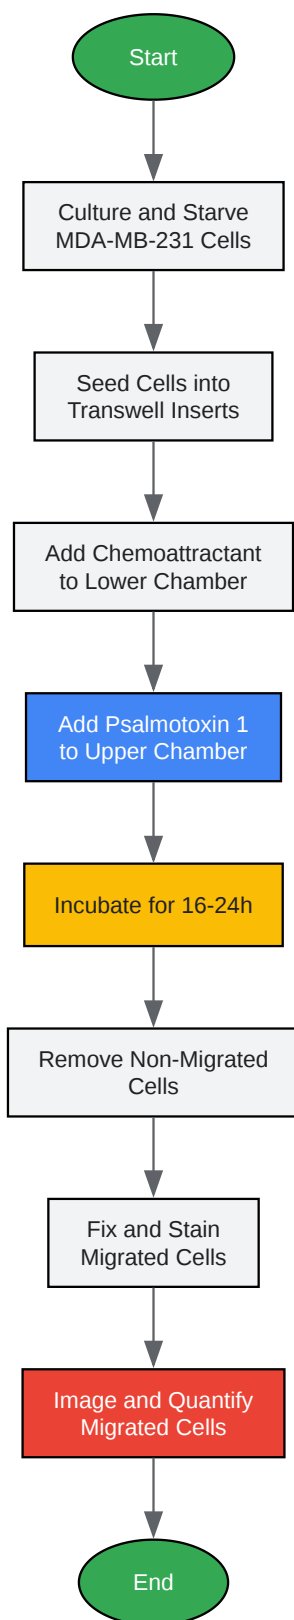 Start
Culture and Starve
MDA-MB-231 Cells
Seed Cells into
Transwell Inserts
Add Chemoattractant
to Lower Chamber
Add Psalmotoxin 1
to Upper Chamber
Incubate for 16-24h
Remove Non-Migrated
Cells
Fix and Stain
Migrated Cells
Image and Quantify
Migrated Cells
End